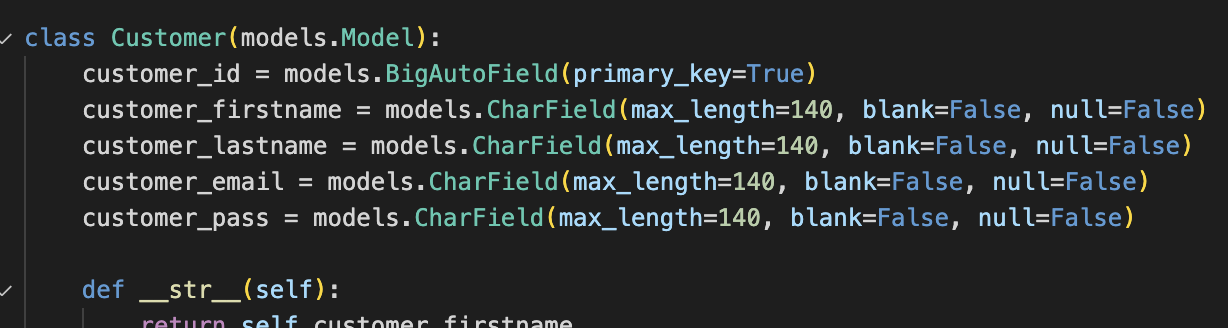 class Customer(models.Model):
customer_id = models.BigAutoField(primary_key=True)
customer_firstname = models.CharField(max_length=140, blank=False, null=False)
customer_lastname = models.CharField(max_length=140, blank=False, null=False)
customer_email = models.CharField(max_length=140, blank=False, null=False)
customer_pass = models.CharField(max_length=140, blank=False, null=False)
def __str__(self):
return self.customer_firstname